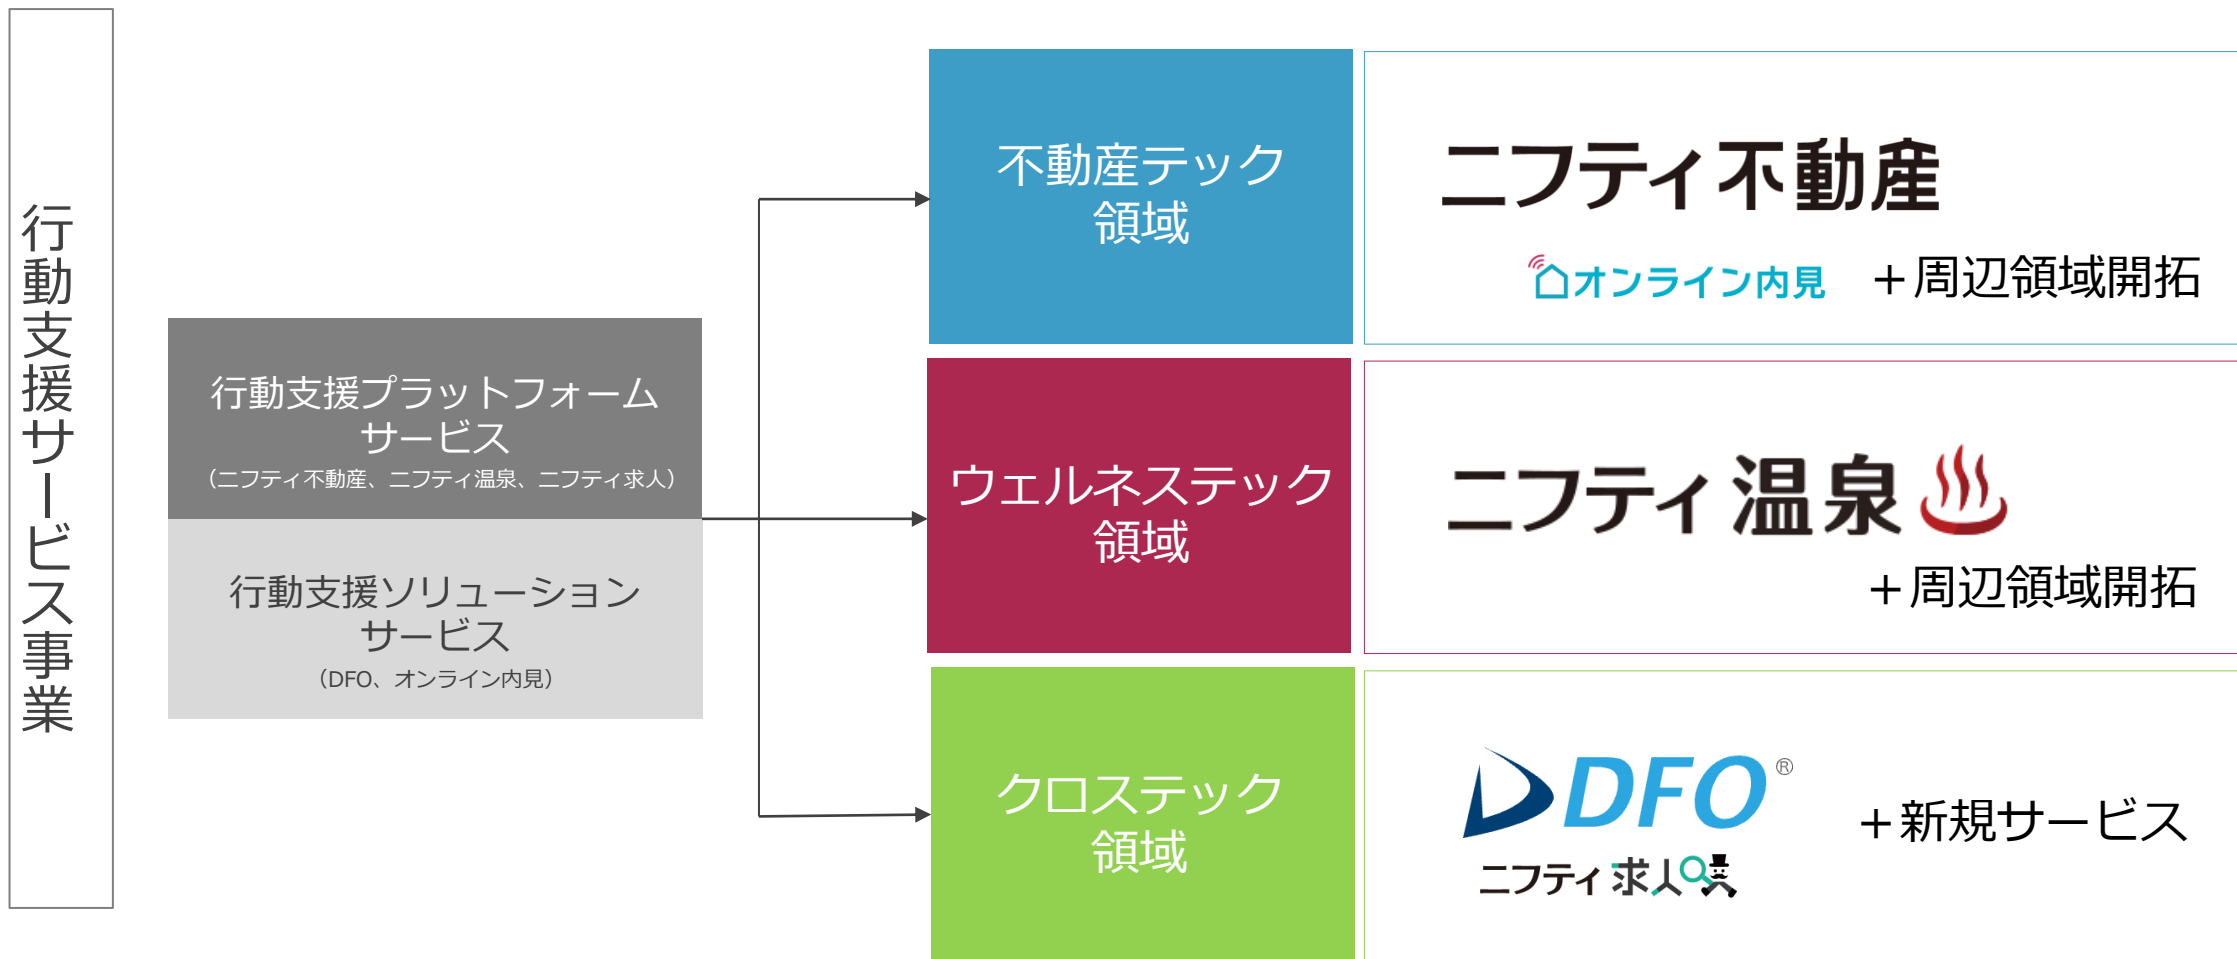 行動支援サービス事業
行動支援プラットフォーム
サービス
（ニフティ不動産、ニフティ温泉、ニフティ求人）
行動支援ソリューション
サービス
（DFO、オンライン内見）
不動産テック
領域
ニフティ不動産
オンライン内見 ＋周辺領域開拓
ウェルネステック
領域
ニフティ温泉
＋周辺領域開拓
クロステック
領域
DFO®
＋新規サービス
ニフティ求人